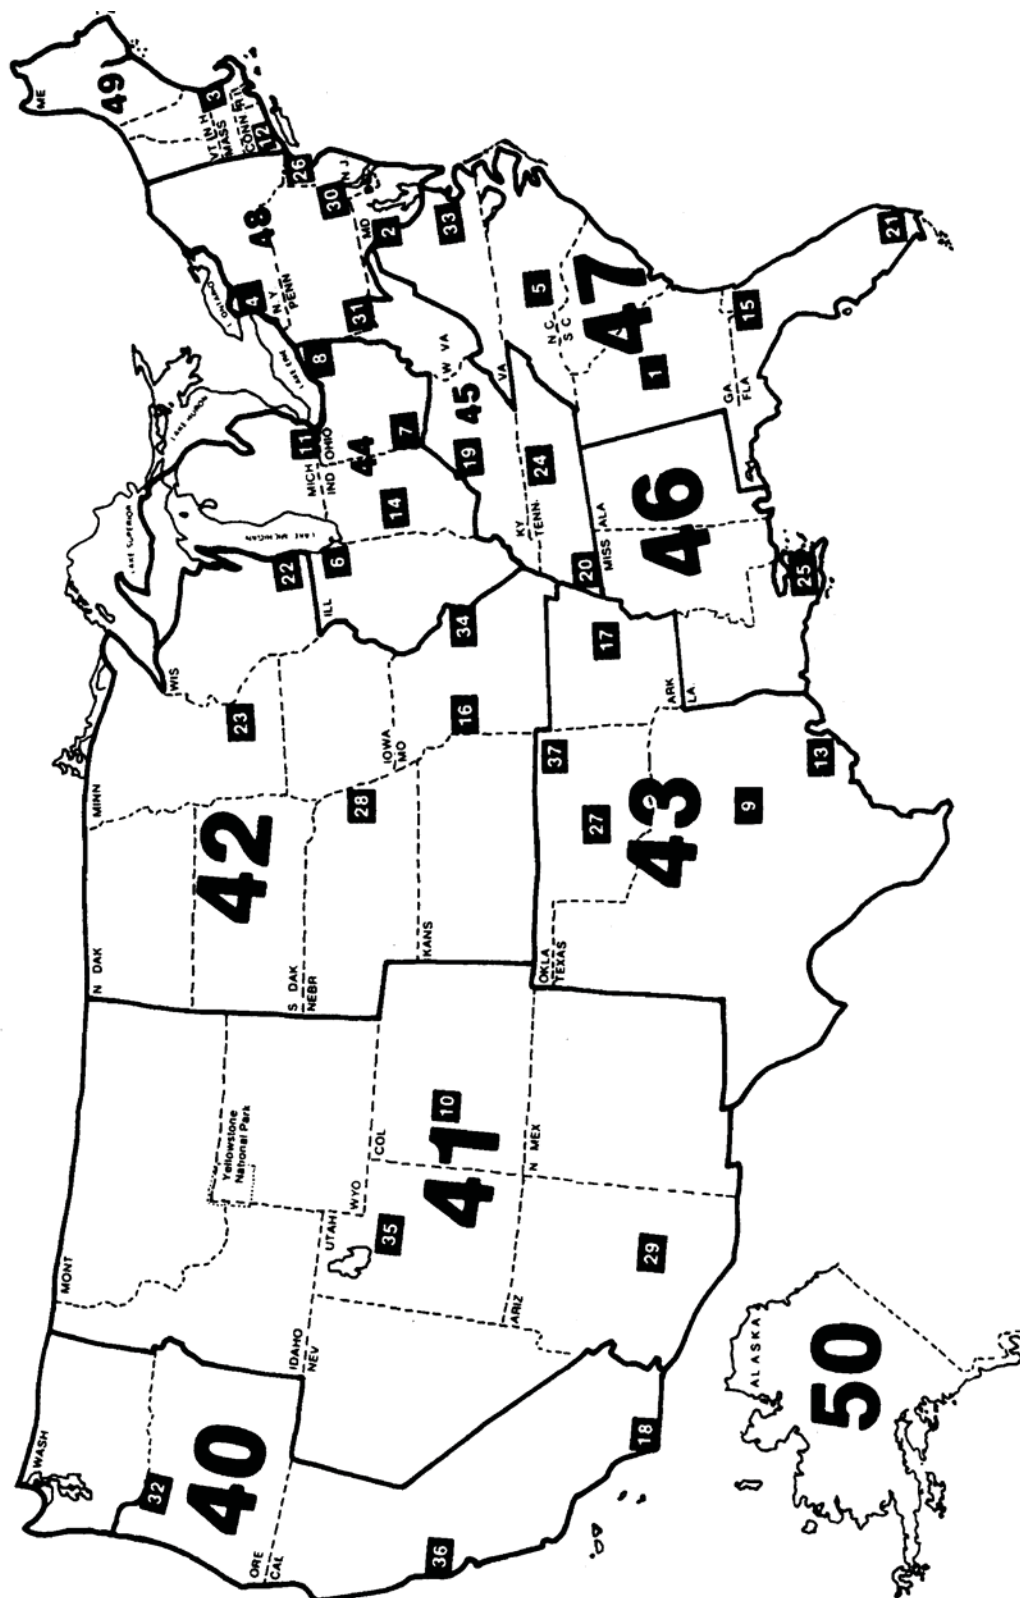 WASH
40
32
ORE
CAL
36
18
MONT
IDAHO
NEV
Yellowstone
National Park
WYO
UTAH
35
41
COL
10
ARIZ
N MEX
29
N DAK
MINN
S DAK
NEBR
42
23
WIS
22
28
IOWA
MO
KANS
16
34
ILL
6
OKLA
TEXAS
37
27
43
9
13
ARK
LA
17
20
25
LAKE SUPERIOR
LAKE MICHIGAN
LAKE HURON
LAKE ERIE
L ONTARIO
MICH
IND
OHIO
11
8
44
7
14
W VA
VA
45
19
KY
TENN
24
MISS
ALA
46
N C
S C
5
47
1
GA
FLA
15
21
ME
49
VT
N H
MASS
CONN
R I
3
12
26
48
N Y
PENN
4
N J
30
MD
2
31
33
ALASKA
50